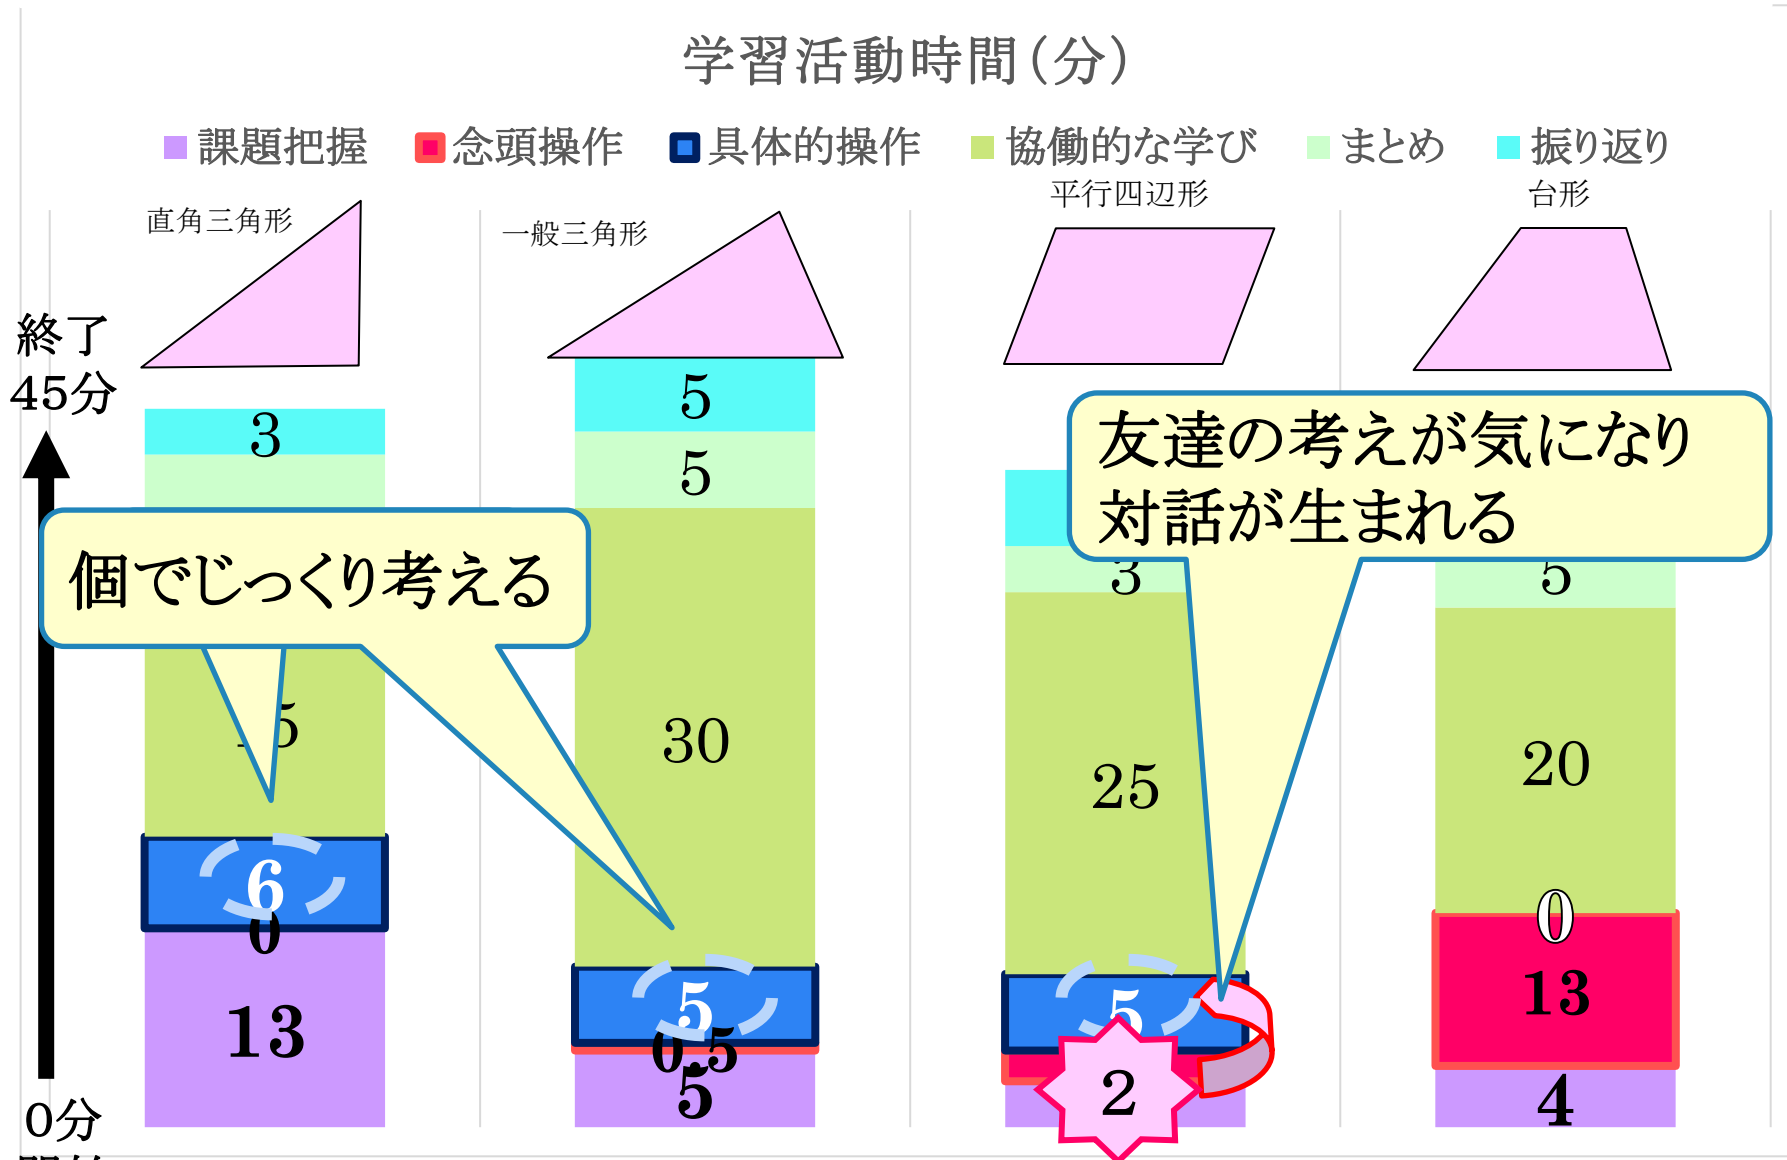 学習活動時間（分）
課題把握 念頭操作 具体的操作 協働的な学び まとめ 振り返り
直角三角形
一般三角形
平行四辺形
台形
終了
45分
3
5
5
友達の考えが気になり
対話が生まれる
個でじっくり考える
3
5
5
30
25
20
6
0
13
5
0.5
5
5
2
0
13
4
0分